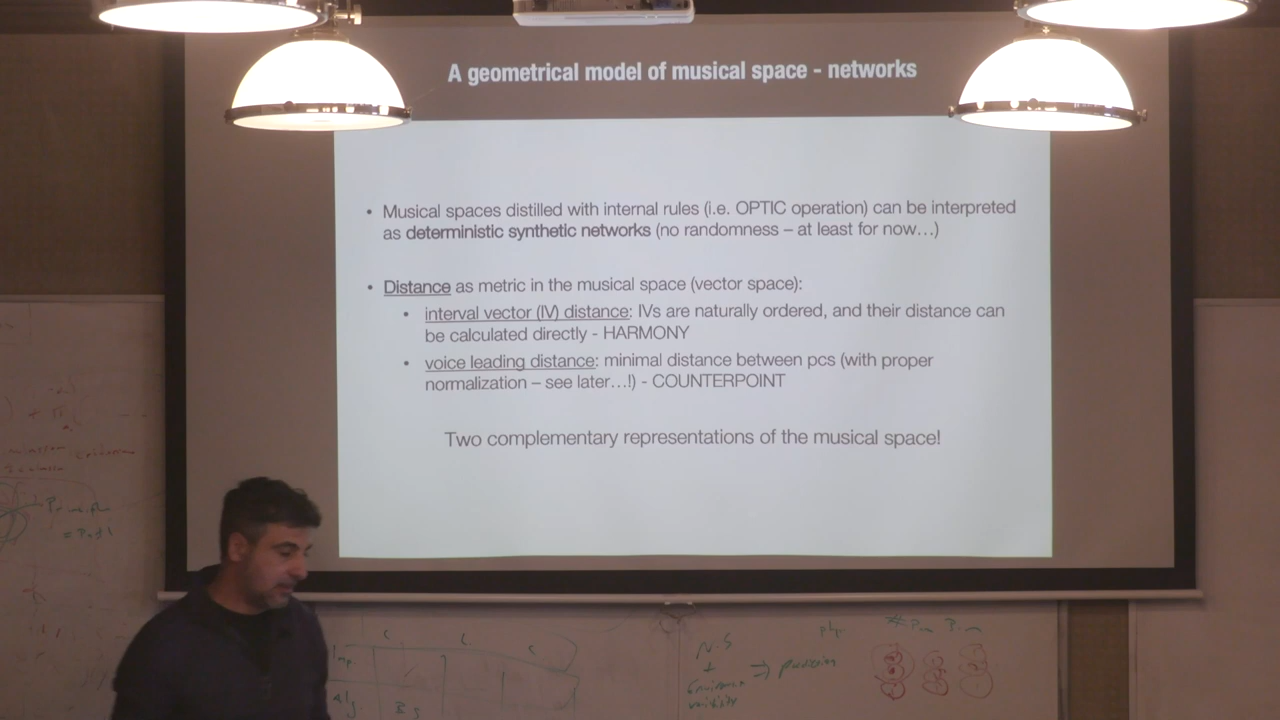 A geometrical model of musical space - networks
• Musical spaces distilled with internal rules (i.e. OPTIC operation) can be interpreted
as deterministic synthetic networks (no randomness – at least for now…)
• Distance as metric in the musical space (vector space):
• interval vector (IV) distance: IVs are naturally ordered, and their distance can
be calculated directly - HARMONY
• voice leading distance: minimal distance between pcs (with proper
normalization – see later…!) - COUNTERPOINT
Two complementary representations of the musical space!
N.S
+